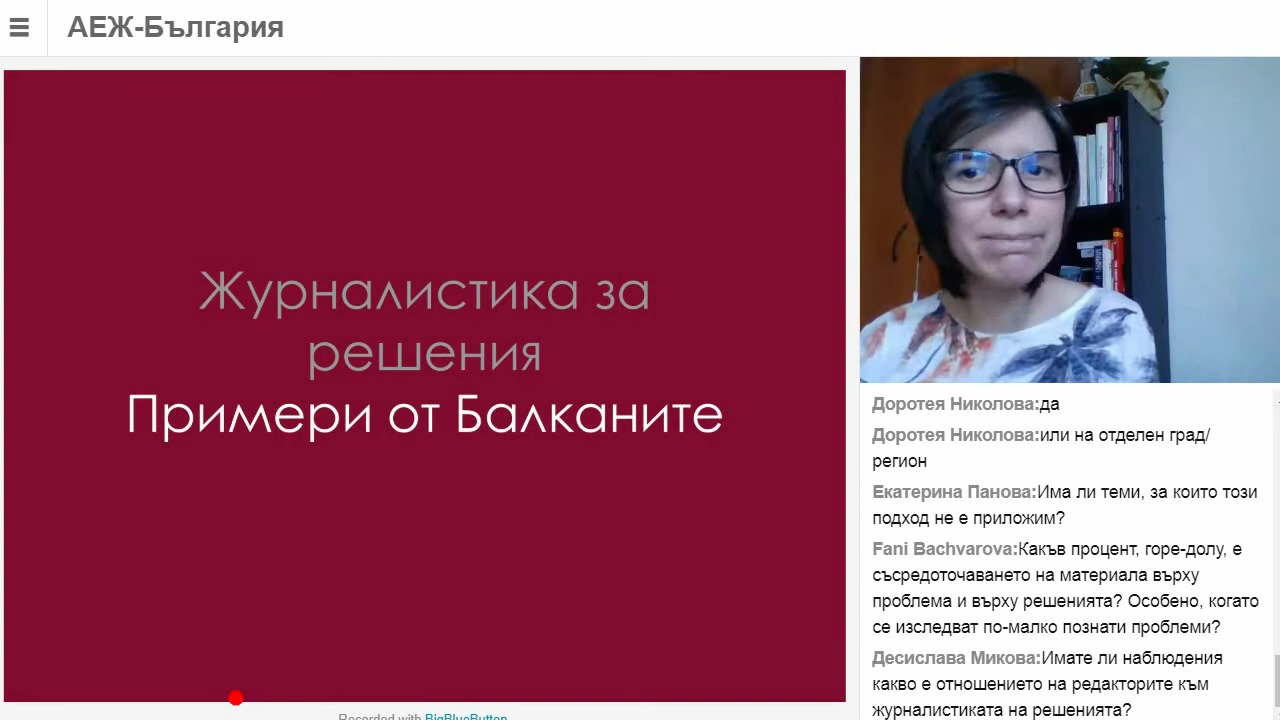 АЕЖ-България
Журналистика за
решения
Примери от Балканите
Доротея Николова:да
Доротея Николова:или на отделен град/
регион
Екатерина Панова:Има ли теми, за които този
подход не е приложим?
Fani Bachvarova:Какъв процент, горе-долу, е
съсредоточаването на материала върху
проблема и върху решенията? Особено, когато
се изследват по-малко познати проблеми?
Десислава Микова:Имате ли наблюдения
какво е отношението на редакторите към
журналистиката на решенията?
Recorded with BigBlueButton